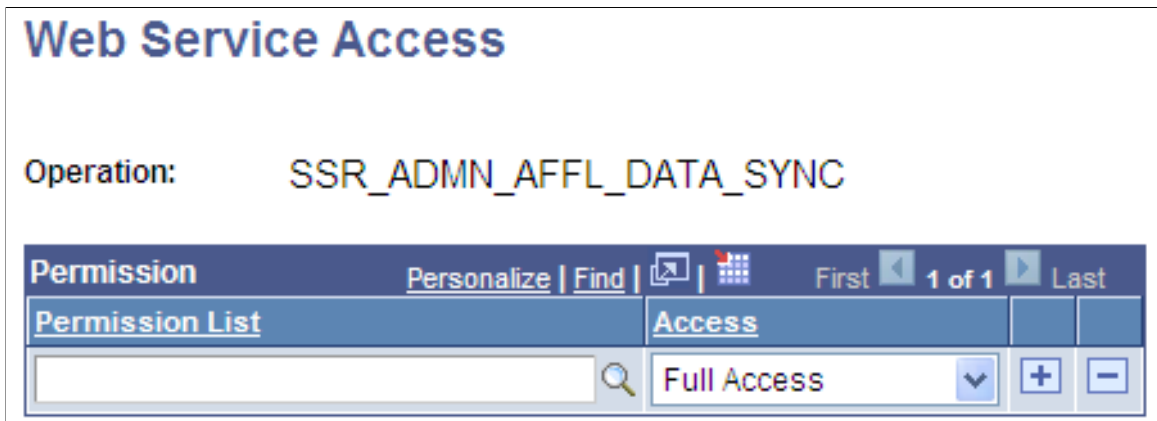 Web Service Access
Operation: SSR_ADMN_AFFL_DATA_SYNC
Permission Personalize | Find | | First 1 of 1 Last
Permission List Access
Full Access